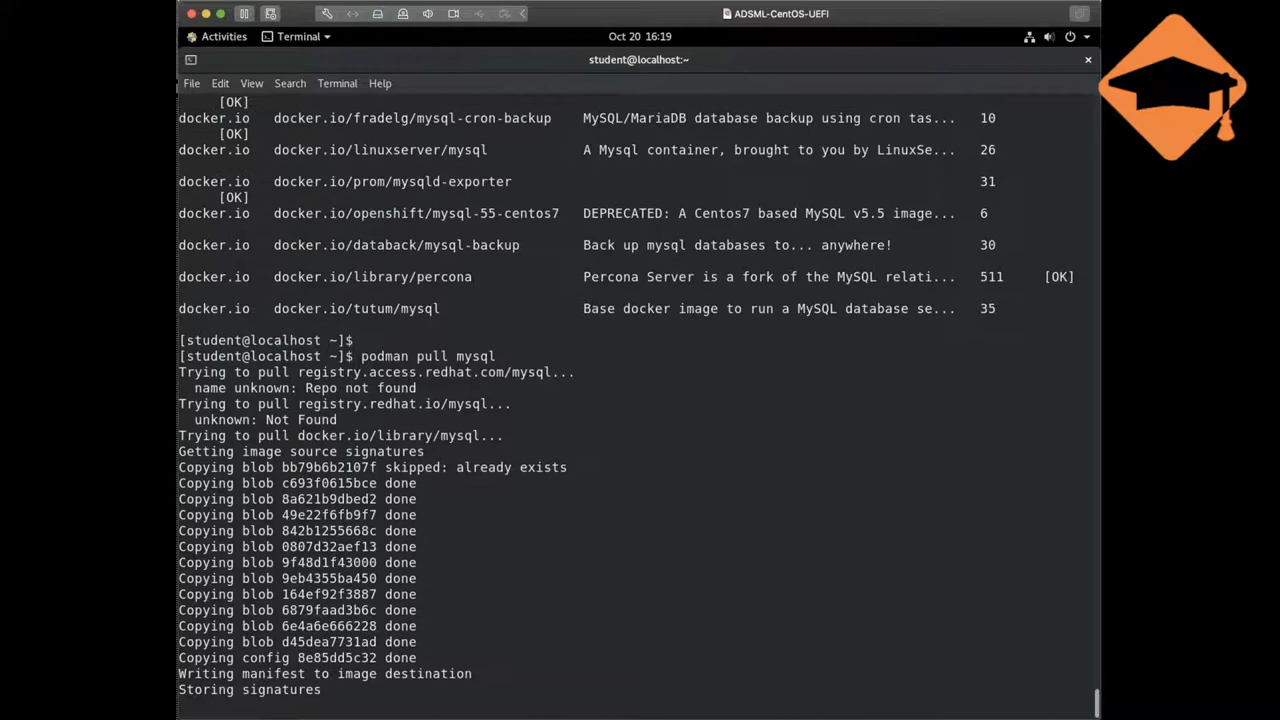 ADSML-CentOS-UEFI
Activities Terminal Oct 20 16:19
student@localhost:~
File Edit View Search Terminal Help
[OK]
docker.io docker.io/fradelg/mysql-cron-backup MySQL/MariaDB database backup using cron tas... 10
[OK]
docker.io docker.io/linuxserver/mysql A Mysql container, brought to you by LinuxSe... 26
docker.io docker.io/prom/mysqld-exporter 31
[OK]
docker.io docker.io/openshift/mysql-55-centos7 DEPRECATED: A Centos7 based MySQL v5.5 image... 6
docker.io docker.io/databack/mysql-backup Back up mysql databases to... anywhere! 30
docker.io docker.io/library/percona Percona Server is a fork of the MySQL relati... 511 [OK]
docker.io docker.io/tutum/mysql Base docker image to run a MySQL database se... 35
[student@localhost ~]$
[student@localhost ~]$ podman pull mysql
Trying to pull registry.access.redhat.com/mysql...
name unknown: Repo not found
Trying to pull registry.redhat.io/mysql...
unknown: Not Found
Trying to pull docker.io/library/mysql...
Getting image source signatures
Copying blob bb79b6b2107f skipped: already exists
Copying blob c693f0615bce done
Copying blob 8a621b9dbed2 done
Copying blob 49e22f6fb9f7 done
Copying blob 842b1255668c done
Copying blob 0807d32aef13 done
Copying blob 9f48d1f43000 done
Copying blob 9eb4355ba450 done
Copying blob 164ef92f3887 done
Copying blob 6879faad3b6c done
Copying blob 6e4a6e666228 done
Copying blob d45dea7731ad done
Copying config 8e85dd5c32 done
Writing manifest to image destination
Storing signatures